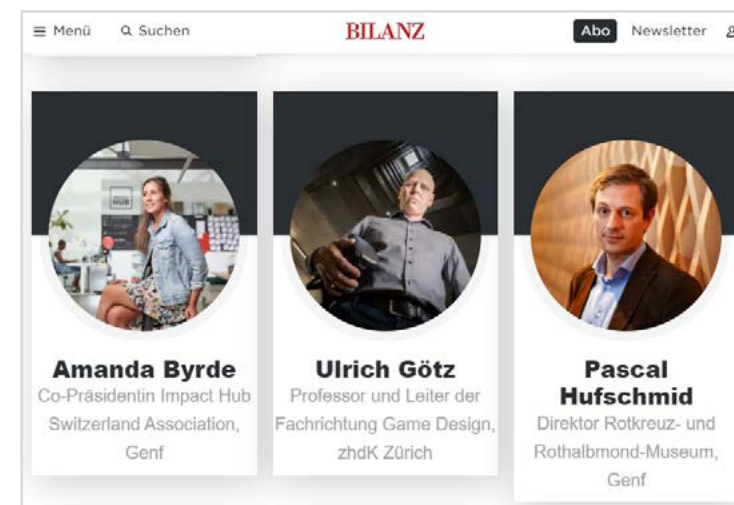 Menü Suchen BILANZ Abo Newsletter
HUB
Amanda Byrde
Co-Präsidentin Impact Hub
Switzerland Association,
Genf
Ulrich Götz
Professor und Leiter der
Fachrichtung Game Design,
zhdK Zürich
Pascal
Hufschmid
Direktor Rotkreuz- und
Rothalbmond-Museum,
Genf